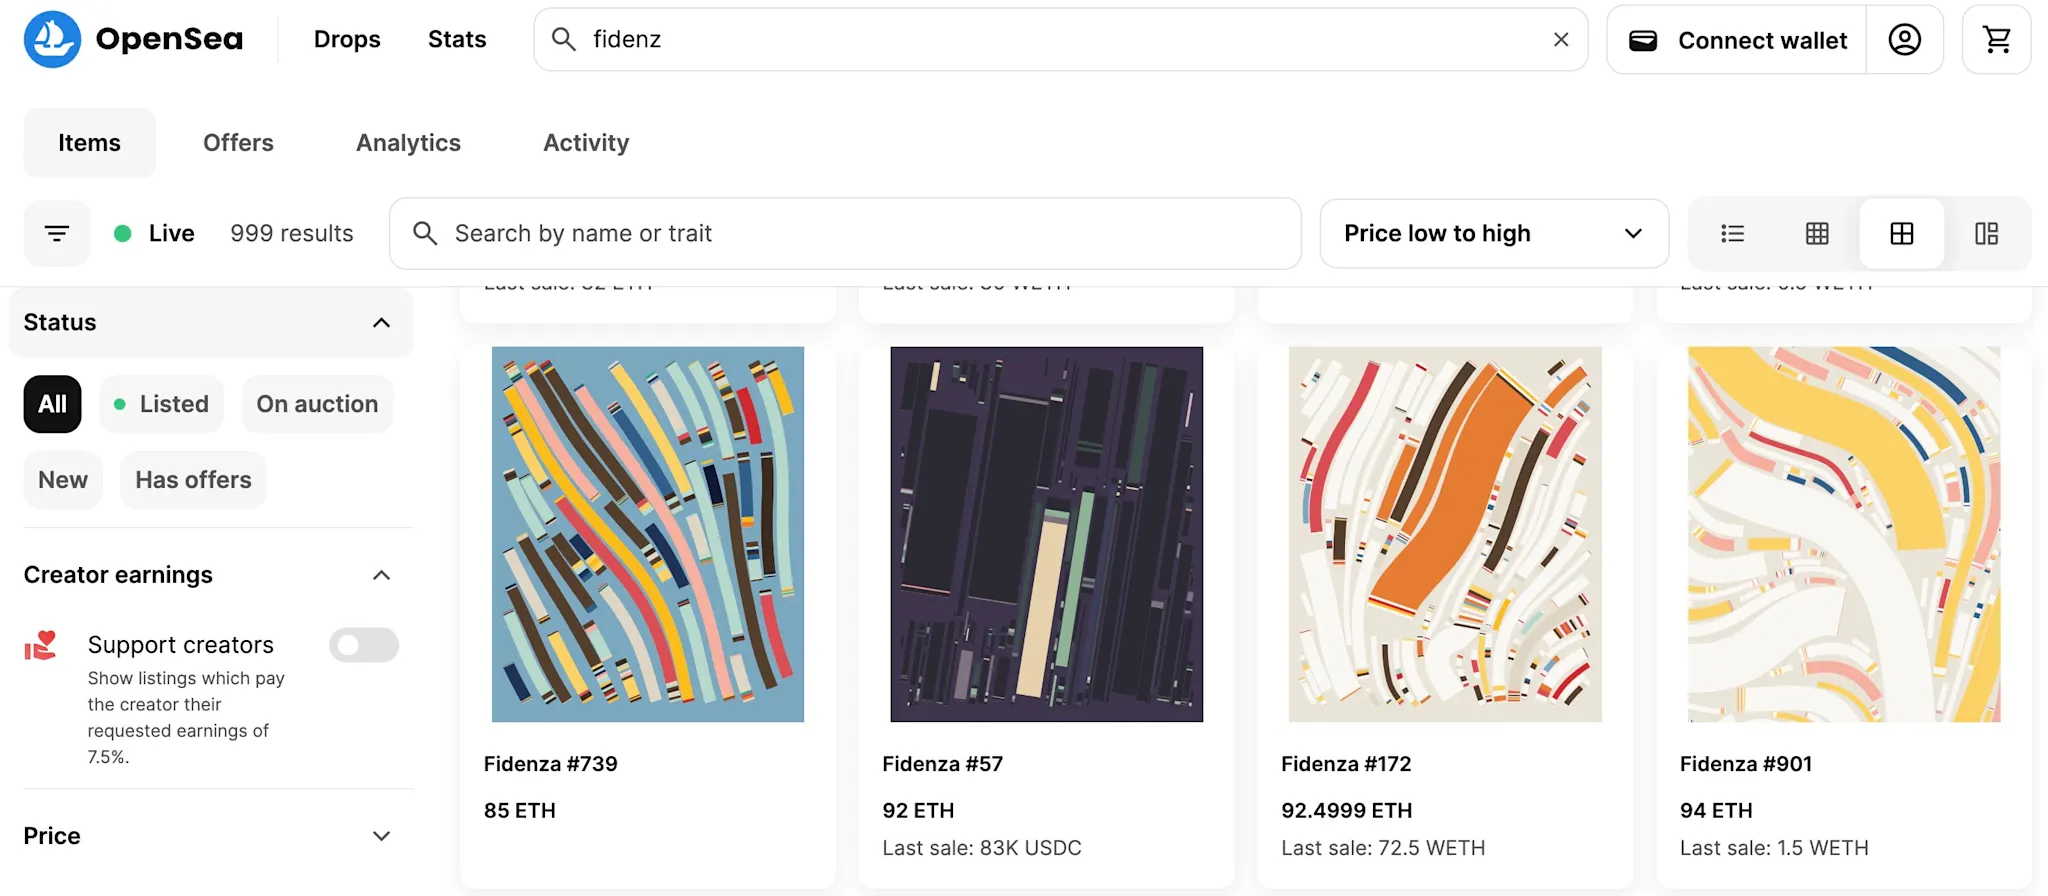 OpenSea
Drops
Stats
fidenz
Connect wallet
Items
Offers
Analytics
Activity
Live
999 results
Search by name or trait
Price low to high
Status
All
Listed
On auction
New
Has offers
Creator earnings
Support creators
Show listings which pay
the creator their
requested earnings of
7.5%.
Price
Fidenza #739
85 ETH
Fidenza #57
92 ETH
Last sale: 83K USDC
Fidenza #172
92.4999 ETH
Last sale: 72.5 WETH
Fidenza #901
94 ETH
Last sale: 1.5 WETH